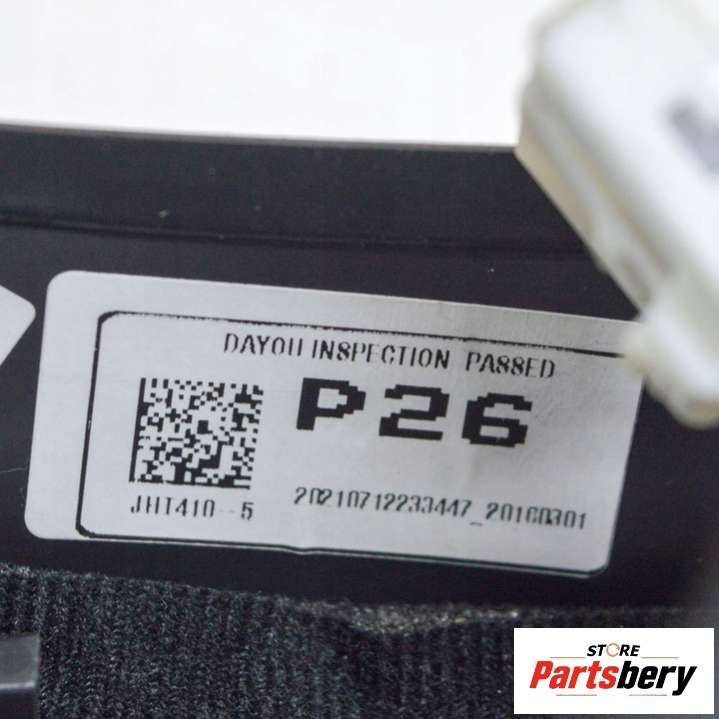 DAYOU INSPECTION PASSED
P26
JHT410-5
20210712233447_20160301
STORE
Partsbery